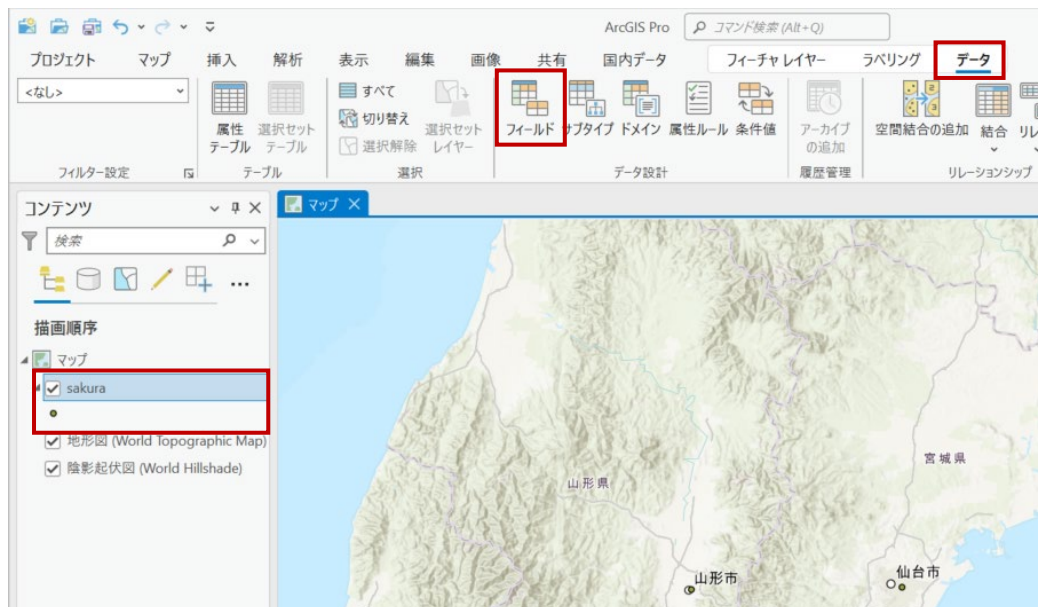 ArcGIS Pro
コマンド検索 (Alt+Q)
プロジェクト マップ 挿入 解析 表示 編集 画像 共有 国内データ フィーチャ レイヤー ラベリング データ
<なし>
属性
テーブル
選択セット
テーブル
すべて
切り替え
選択解除
選択セット
レイヤー
フィールド サブタイプ ドメイン 属性ルール 条件値
アーカイブ
の追加
空間結合の追加 結合
フィルター設定 テーブル 選択 データ設計 履歴管理 リレーションシップ
コンテンツ
マップ
検索
描画順序
マップ
sakura
地形図 (World Topographic Map)
陰影起伏図 (World Hillshade)
宮城県
山形県
山形市
仙台市